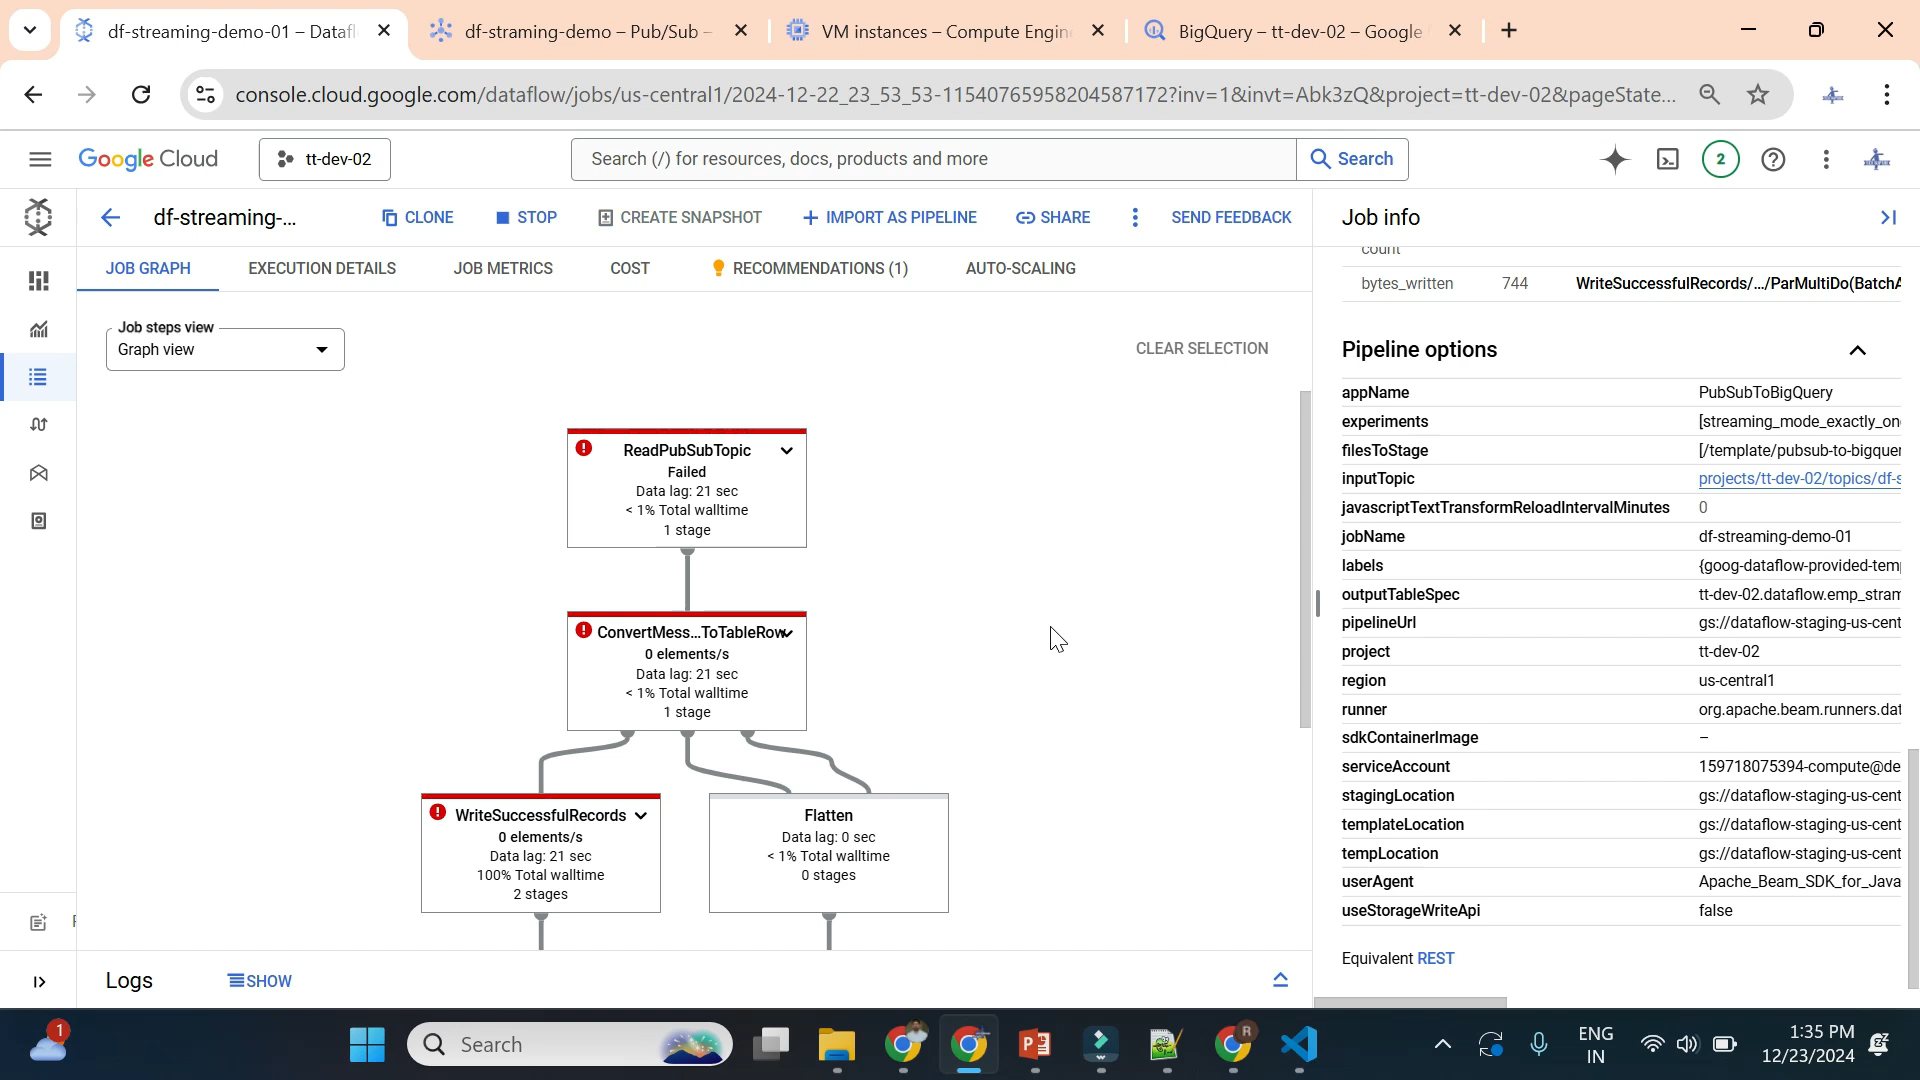 df-streaming-demo-01 – Datafl
df-straming-demo – Pub/Sub –
VM instances – Compute Engin
BigQuery – tt-dev-02 – Google
console.cloud.google.com/dataflow/jobs/us-central1/2024-12-22_23_53_53-11540765958204587172?inv=1&invt=Abk3zQ&project=tt-dev-02&pageState...
Google Cloud
tt-dev-02
Search (/) for resources, docs, products and more
Search
2
df-streaming-...
CLONE
STOP
CREATE SNAPSHOT
IMPORT AS PIPELINE
SHARE
SEND FEEDBACK
JOB GRAPH
EXECUTION DETAILS
JOB METRICS
COST
RECOMMENDATIONS (1)
AUTO-SCALING
Job steps view
Graph view
CLEAR SELECTION
ReadPubSubTopic
Failed
Data lag: 21 sec
< 1% Total walltime
1 stage
ConvertMess...ToTableRow
0 elements/s
Data lag: 21 sec
< 1% Total walltime
1 stage
WriteSuccessfulRecords
0 elements/s
Data lag: 21 sec
100% Total walltime
2 stages
Flatten
Data lag: 0 sec
< 1% Total walltime
0 stages
Logs
SHOW
Job info
count
bytes_written 744 WriteSuccessfulRecords/.../ParMultiDo(BatchA
Pipeline options
appName PubSubToBigQuery
experiments [streaming_mode_exactly_on
filesToStage [/template/pubsub-to-bigquer
inputTopic projects/tt-dev-02/topics/df-s
javascriptTextTransformReloadIntervalMinutes 0
jobName df-streaming-demo-01
labels {goog-dataflow-provided-tem
outputTableSpec tt-dev-02.dataflow.emp_stram
pipelineUrl gs://dataflow-staging-us-cent
project tt-dev-02
region us-central1
runner org.apache.beam.runners.dat
sdkContainerImage –
serviceAccount 159718075394-compute@de
stagingLocation gs://dataflow-staging-us-cent
templateLocation gs://dataflow-staging-us-cent
tempLocation gs://dataflow-staging-us-cent
userAgent Apache_Beam_SDK_for_Java
useStorageWriteApi false
Equivalent REST
1
Search
R
ENG
IN
1:35 PM
12/23/2024